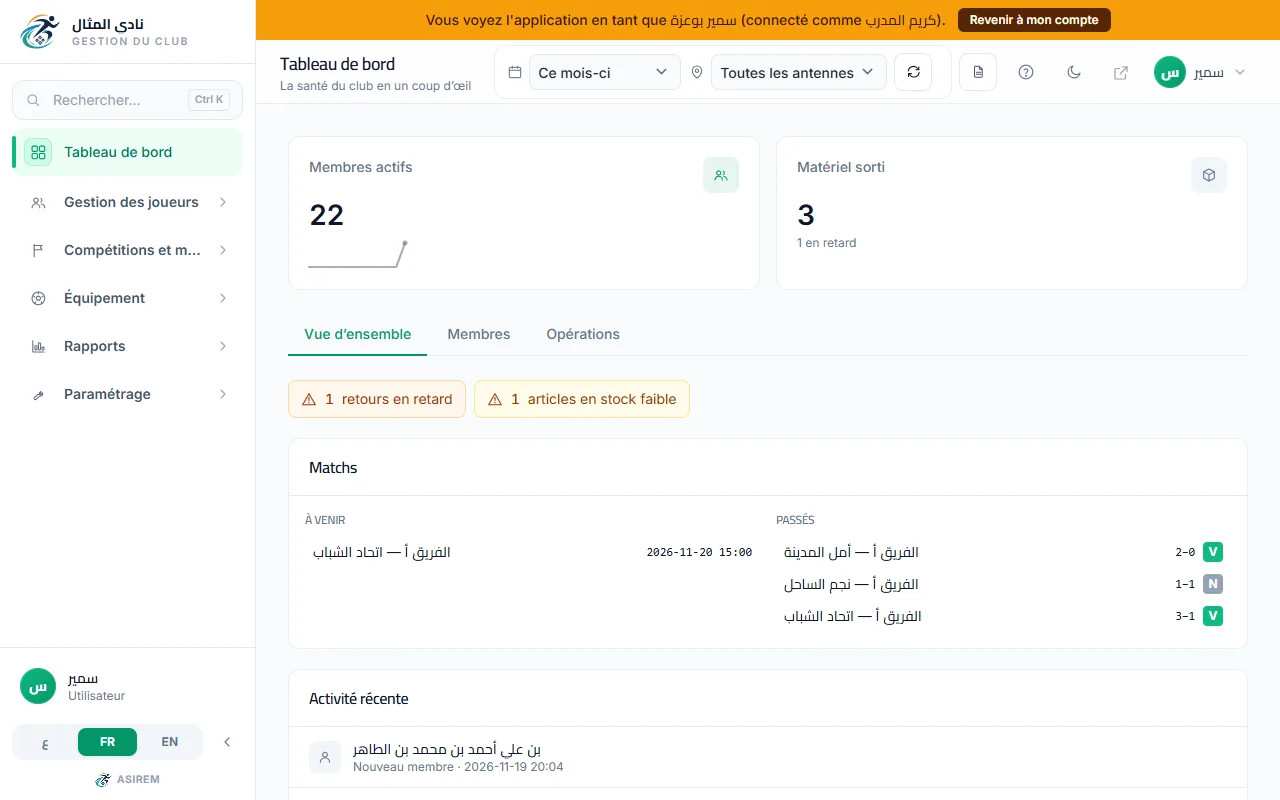 نادي المثال
GESTION DU CLUB
Rechercher...
Ctrl K
Tableau de bord
Gestion des joueurs
Compétitions et m...
Équipement
Rapports
Paramétrage
سمير
Utilisateur
ع
FR
EN
ASIREM
Vous voyez l'application en tant que سمير بوعزة (connecté comme كريم المدرب).
Revenir à mon compte
Tableau de bord
La santé du club en un coup d’œil
Ce mois-ci
Toutes les antennes
س
سمير
Membres actifs
22
Matériel sorti
3
1 en retard
Vue d’ensemble
Membres
Opérations
1 retours en retard
1 articles en stock faible
Matchs
À VENIR
الفريق أ — اتحاد الشباب
2026-11-20 15:00
PASSÉS
الفريق أ — أمل المدينة
2–0 V
الفريق أ — نجم الساحل
1–1 N
الفريق أ — اتحاد الشباب
3–1 V
Activité récente
بن علي أحمد بن محمد بن الطاهر
Nouveau membre · 2026-11-19 20:04
س